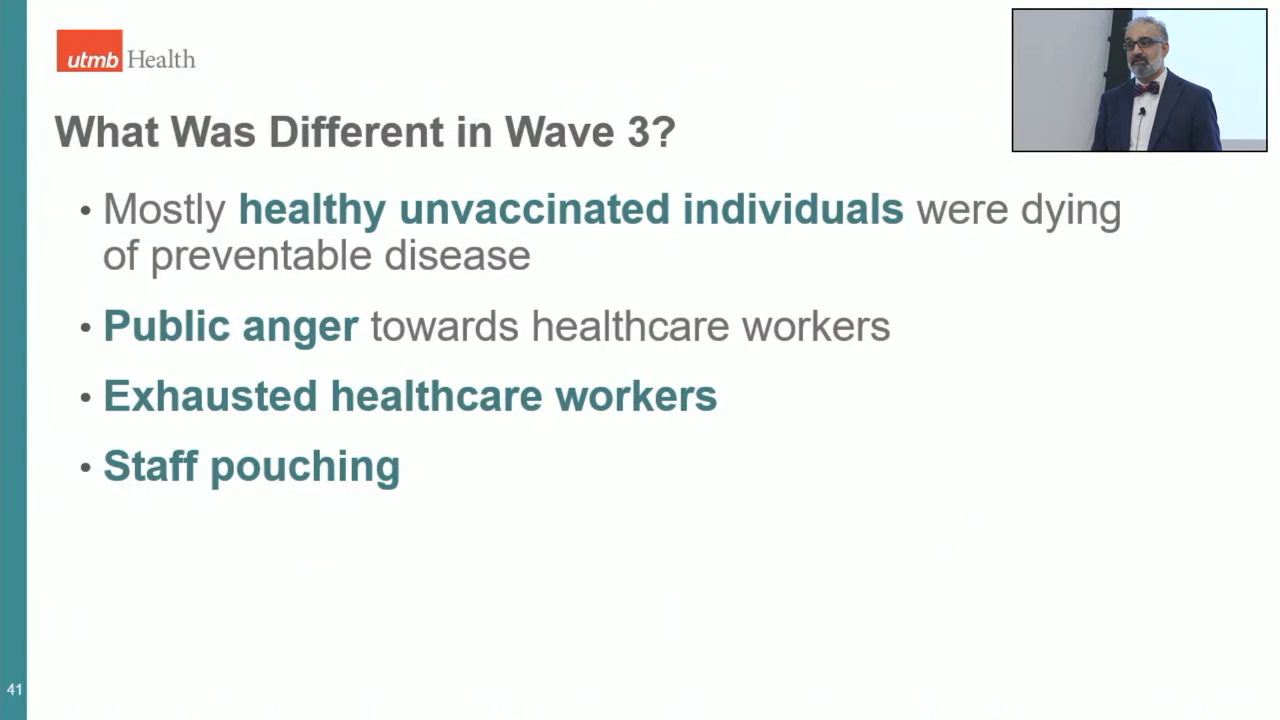 utmb Health
What Was Different in Wave 3?
• Mostly healthy unvaccinated individuals were dying
of preventable disease
• Public anger towards healthcare workers
• Exhausted healthcare workers
• Staff pouching
41